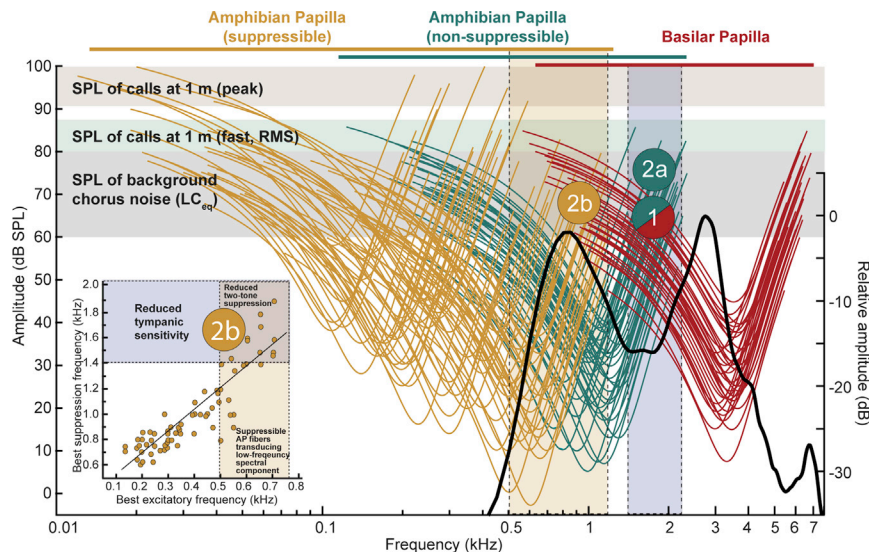 Amphibian Papilla
(suppressible)
Amphibian Papilla
(non-suppressible)
Basilar Papilla
100
90
80
70
60
50
40
30
20
10
0
Amplitude (dB SPL)
SPL of calls at 1 m (peak)
SPL of calls at 1 m (fast, RMS)
SPL of background
chorus noise (LCeq)
2a
2b
1
0
-10
-15
-20
-30
Relative amplitude (dB)
2.0
1.8
1.6
1.4
1.2
1.0
0.8
0.6
Best suppression frequency (kHz)
Reduced
tympanic
sensitivity
Reduced
two-tone
suppression
2b
Suppressible
AP fibers
transducing
low-frequency
spectral
component
0.1 0.2 0.3 0.4 0.5 0.6 0.7 0.8
Best excitatory frequency (kHz)
0.01 0.1 0.5 1 2 3 4 5 6 7
Frequency (kHz)